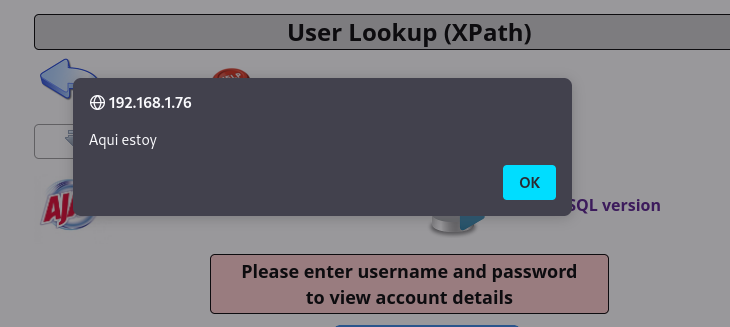 User Lookup (XPath)
192.168.1.76
Aqui estoy
OK
SQL version
Please enter username and password
to view account details